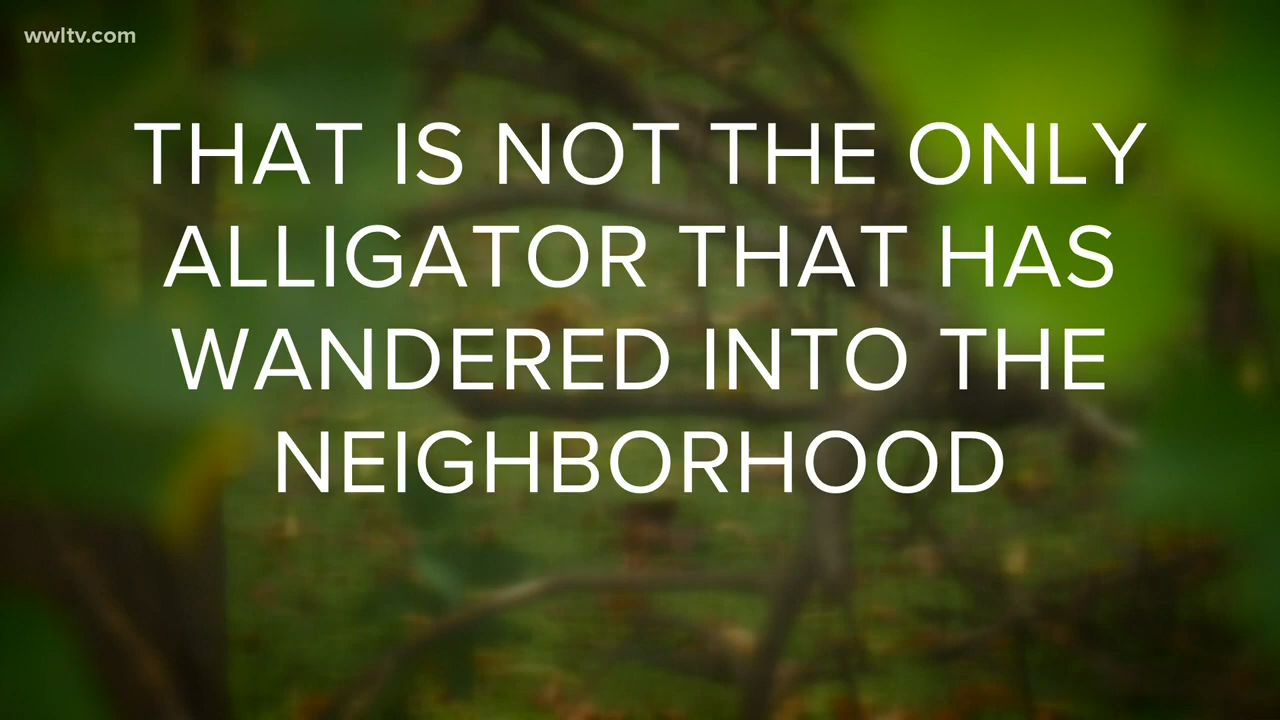 wwltv.com
THAT IS NOT THE ONLY
ALLIGATOR THAT HAS
WANDERED INTO THE
NEIGHBORHOOD